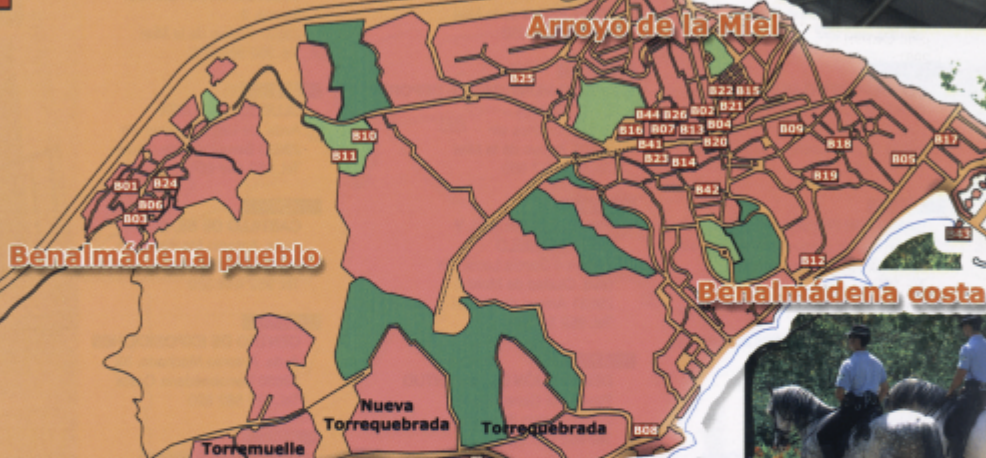 Arroyo de la Miel
B25
B22 B15
B21
B44 B26 B02
B04
B16 B07 B13
B10
B09
B17
B41
B20
B18
B11
B23 B14
B05
B01 B24
B19
B42
B06
B03
B43
Benalmádena pueblo
B12
Benalmádena costa
Nueva
Torrequebrada
Torrequebrada
B08
Torremuelle